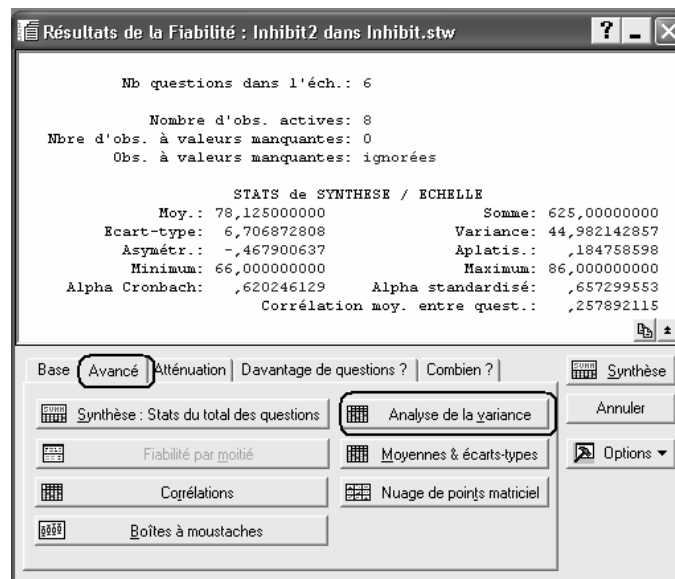 Résultats de la Fiabilité : Inhibit2 dans Inhibit.stw
Nb questions dans l'éch.: 6
Nombre d'obs. actives: 8
Nbre d'obs. à valeurs manquantes: 0
Obs. à valeurs manquantes: ignorées
STATS de SYNTHESE / ECHELLE
Moy.: 78,125000000 Somme: 625,00000000
Ecart-type: 6,706872808 Variance: 44,982142857
Asymétr.: -,467900637 Aplatis.: ,184758598
Minimum: 66,000000000 Maximum: 86,000000000
Alpha Cronbach: ,620246129 Alpha standardisé: ,657299553
Corrélation moy. entre quest.: ,257892115
Base Avancé Atténuation Davantage de questions ? Combien ?
Synthèse
Synthèse : Stats du total des questions Analyse de la variance
Annuler
Fiabilité par moitié Moyennes & écarts-types
Options
Corrélations Nuage de points matriciel
Boîtes à moustaches